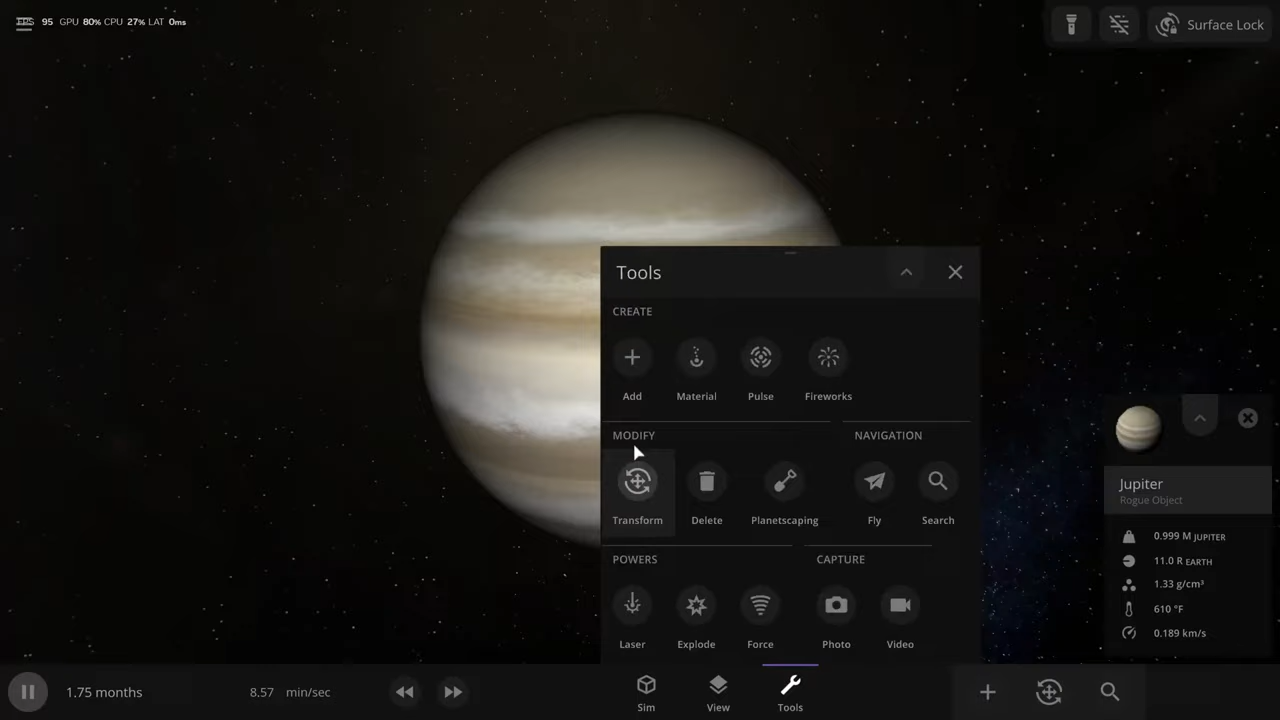 FPS 95 GPU 80% CPU 27% LAT 0ms
Surface Lock
Tools
CREATE
Add Material Pulse Fireworks
MODIFY NAVIGATION
Transform Delete Planetscaping Fly Search
POWERS CAPTURE
Laser Explode Force Photo Video
Jupiter
Rogue Object
0.999 M JUPITER
11.0 R EARTH
1.33 g/cm³
610 °F
0.189 km/s
1.75 months 8.57 min/sec
Sim View Tools